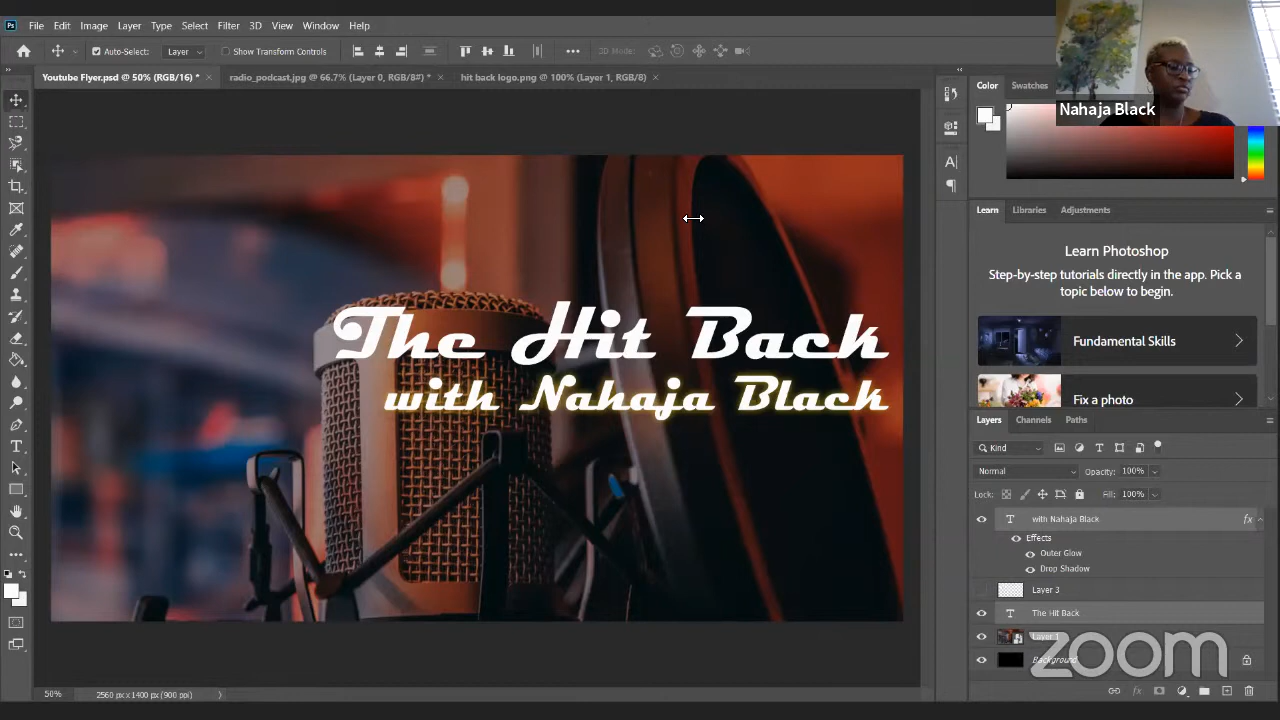 Ps File Edit Image Layer Type Select Filter 3D View Window Help
Auto-Select: Layer Show Transform Controls 3D Mode:
Youtube Flyer.psd @ 50% (RGB/16) * × radio_podcast.jpg @ 66.7% (Layer 0, RGB/8#) * × hit back logo.png @ 100% (Layer 1, RGB/8) ×
Color Swatches
Nahaja Black
A|
Learn Libraries Adjustments
Learn Photoshop
Step-by-step tutorials directly in the app. Pick a
topic below to begin.
Fundamental Skills
Fix a photo
The Hit Back
with Nahaja Black
Layers Channels Paths
Kind
Normal Opacity: 100%
Lock: Fill: 100%
T with Nahaja Black fx
Effects
Outer Glow
Drop Shadow
Layer 3
T The Hit Back
Layer 1
Background
zoom
50% 2560 px x 1400 px (900 ppi)